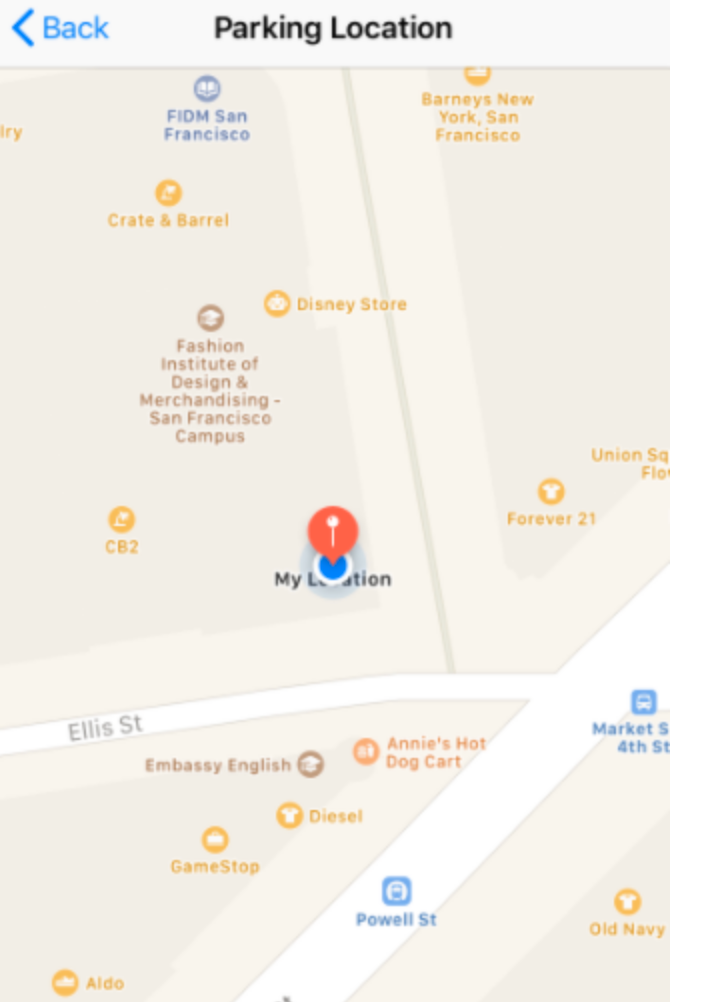 Back
Parking Location
FIDM San
Francisco
Barneys New
York, San
Francisco
lry
Crate & Barrel
Disney Store
Fashion
Institute of
Design &
Merchandising -
San Francisco
Campus
Union Sq
Flo
Forever 21
CB2
My Location
Ellis St
Market S
4th St
Annie's Hot
Dog Cart
Embassy English
Diesel
GameStop
Powell St
Old Navy
Aldo